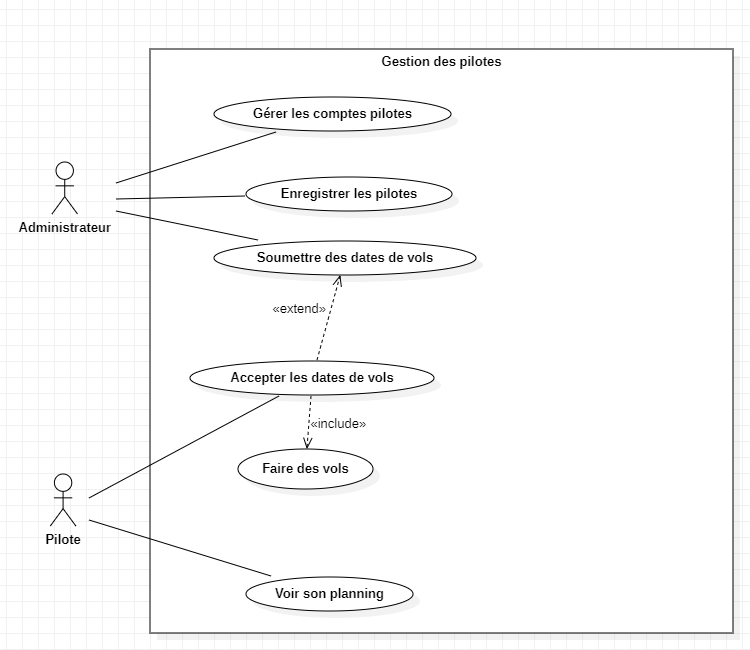 Gestion des pilotes
Gérer les comptes pilotes
Enregistrer les pilotes
Administrateur
Soumettre des dates de vols
«extend»
Accepter les dates de vols
«include»
Faire des vols
Pilote
Voir son planning